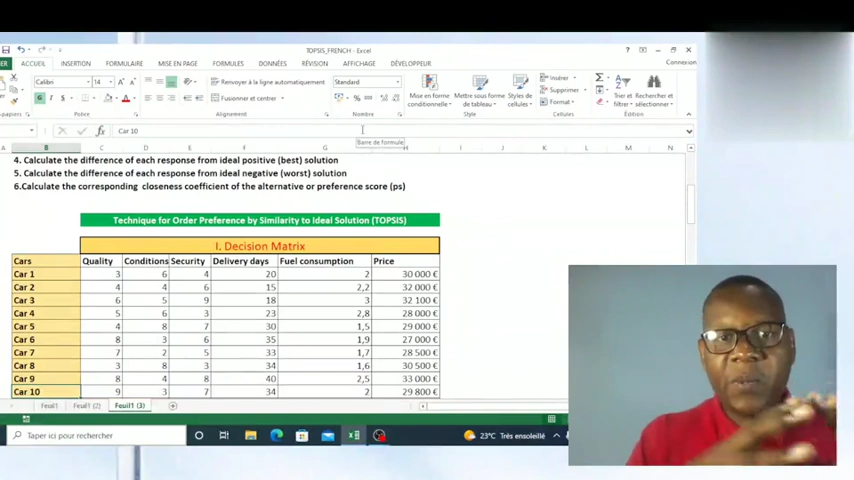 TOPSIS_FRENCH - Excel
ACCUEIL INSERTION FORMULAIRE MISE EN PAGE FORMULES DONNÉES RÉVISION AFFICHAGE DÉVELOPPEUR
Connexion
Calibri 14 Renvoyer à la ligne automatiquement Standard
Fusionner et centrer
Mise en forme conditionnelle
Mettre sous forme de tableau
Styles de cellules
Insérer
Supprimer
Format
Trier et
Rechercher et
Alignement Nombre Style Cellules
Car 10
Barre de formule
A B C D E F G H I J K L
4. Calculate the difference of each response from ideal positive (best) solution
5. Calculate the difference of each response from ideal negative (worst) solution
6.Calculate the corresponding closeness coefficient of the alternative or preference score (ps)
Technique for Order Preference by Similarity to Ideal Solution (TOPSIS)
I. Decision Matrix
Cars Quality Conditions Security Delivery days Fuel consumption Price
Car 1 3 6 4 20 2 30 000 €
Car 2 4 4 6 15 2,2 32 000 €
Car 3 6 5 9 18 3 32 100 €
Car 4 5 6 3 23 2,8 28 000 €
Car 5 4 8 7 30 1,5 29 000 €
Car 6 8 3 6 35 1,9 27 000 €
Car 7 7 2 5 33 1,7 28 500 €
Car 8 3 8 3 34 1,6 30 500 €
Car 9 8 4 8 40 2,5 33 000 €
Car 10 9 3 7 34 2 29 800 €
Feuil1 Feuil1 (2) Feuil1 (3)
Taper ici pour rechercher
23°C Très ensoleillé